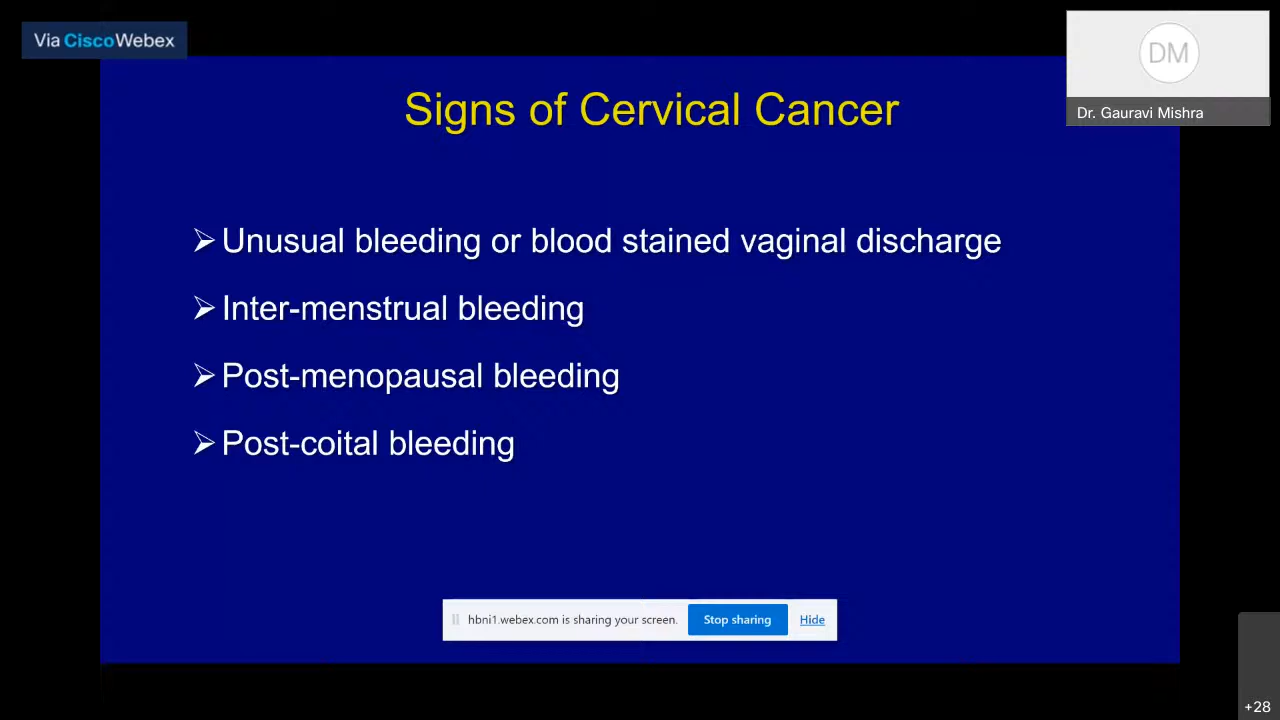 Via CiscoWebex
DM
Dr. Gauravi Mishra
Signs of Cervical Cancer
➢ Unusual bleeding or blood stained vaginal discharge
➢ Inter-menstrual bleeding
➢ Post-menopausal bleeding
➢ Post-coital bleeding
hbni1.webex.com is sharing your screen. Stop sharing Hide
+28